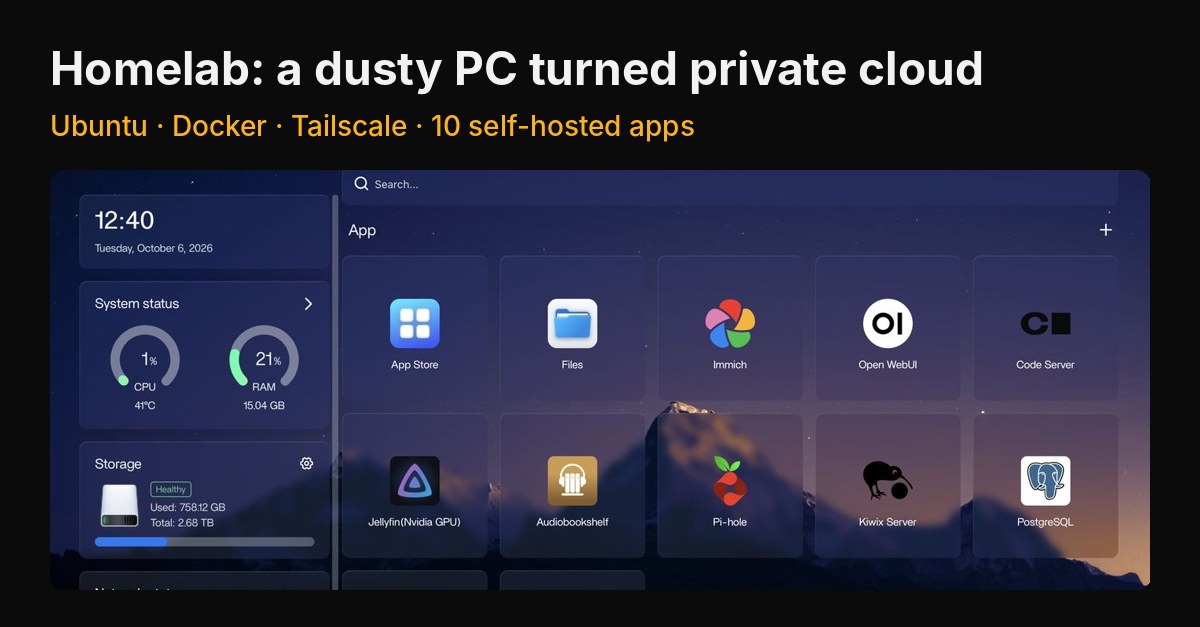 Homelab: a dusty PC turned private cloud
Ubuntu · Docker · Tailscale · 10 self-hosted apps
Search...
12:40
Tuesday, October 6, 2026
App
System status
1%
CPU
41°C
21%
RAM
15.04 GB
App Store
Files
Immich
OI
Open WebUI
Code Server
Storage
Healthy
Used: 758.12 GB
Total: 2.68 TB
Jellyfin(Nvidia GPU)
Audiobookshelf
Pi-hole
Kiwix Server
PostgreSQL